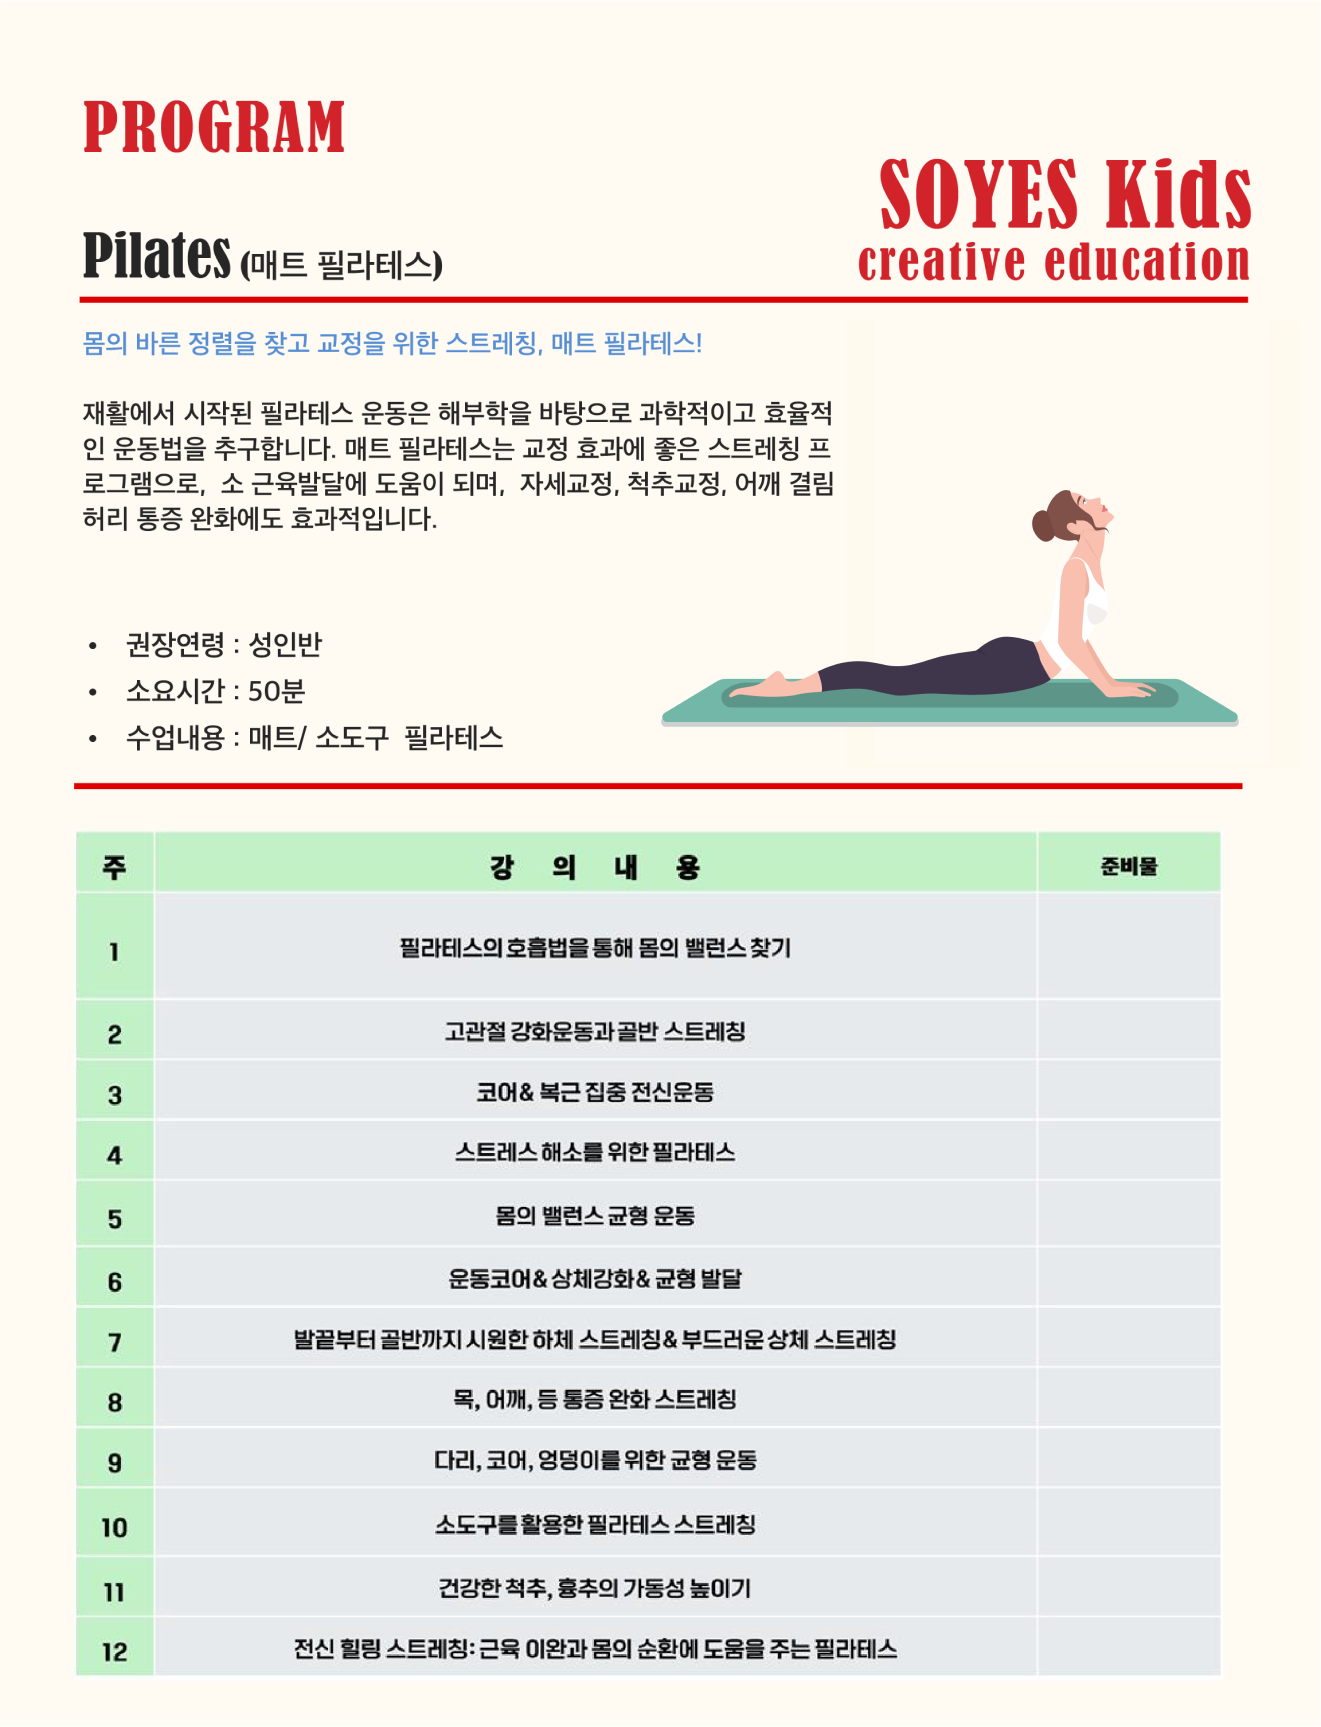 PROGRAM
SOYES Kids
creative education
Pilates (매트 필라테스)
몸의 바른 정렬을 찾고 교정을 위한 스트레칭, 매트 필라테스!
재활에서 시작된 필라테스 운동은 해부학을 바탕으로 과학적이고 효율적
인 운동법을 추구합니다. 매트 필라테스는 교정 효과에 좋은 스트레칭 프
로그램으로, 소 근육발달에 도움이 되며, 자세교정, 척추교정, 어깨 결림
허리 통증 완화에도 효과적입니다.
• 권장연령 : 성인반
• 소요시간 : 50분
• 수업내용 : 매트/ 소도구 필라테스
주 강 의 내 용 준비물
1 필라테스의 호흡법을 통해 몸의 밸런스 찾기
2 고관절 강화운동과 골반 스트레칭
3 코어& 복근 집중 전신운동
4 스트레스 해소를 위한 필라테스
5 몸의 밸런스 균형 운동
6 운동코어& 상체강화& 균형 발달
7 발끝부터 골반까지 시원한 하체 스트레칭& 부드러운 상체 스트레칭
8 목, 어깨, 등 통증 완화 스트레칭
9 다리, 코어, 엉덩이를 위한 균형 운동
10 소도구를 활용한 필라테스 스트레칭
11 건강한 척추, 흉추의 가동성 높이기
12 전신 힐링 스트레칭: 근육 이완과 몸의 순환에 도움을 주는 필라테스